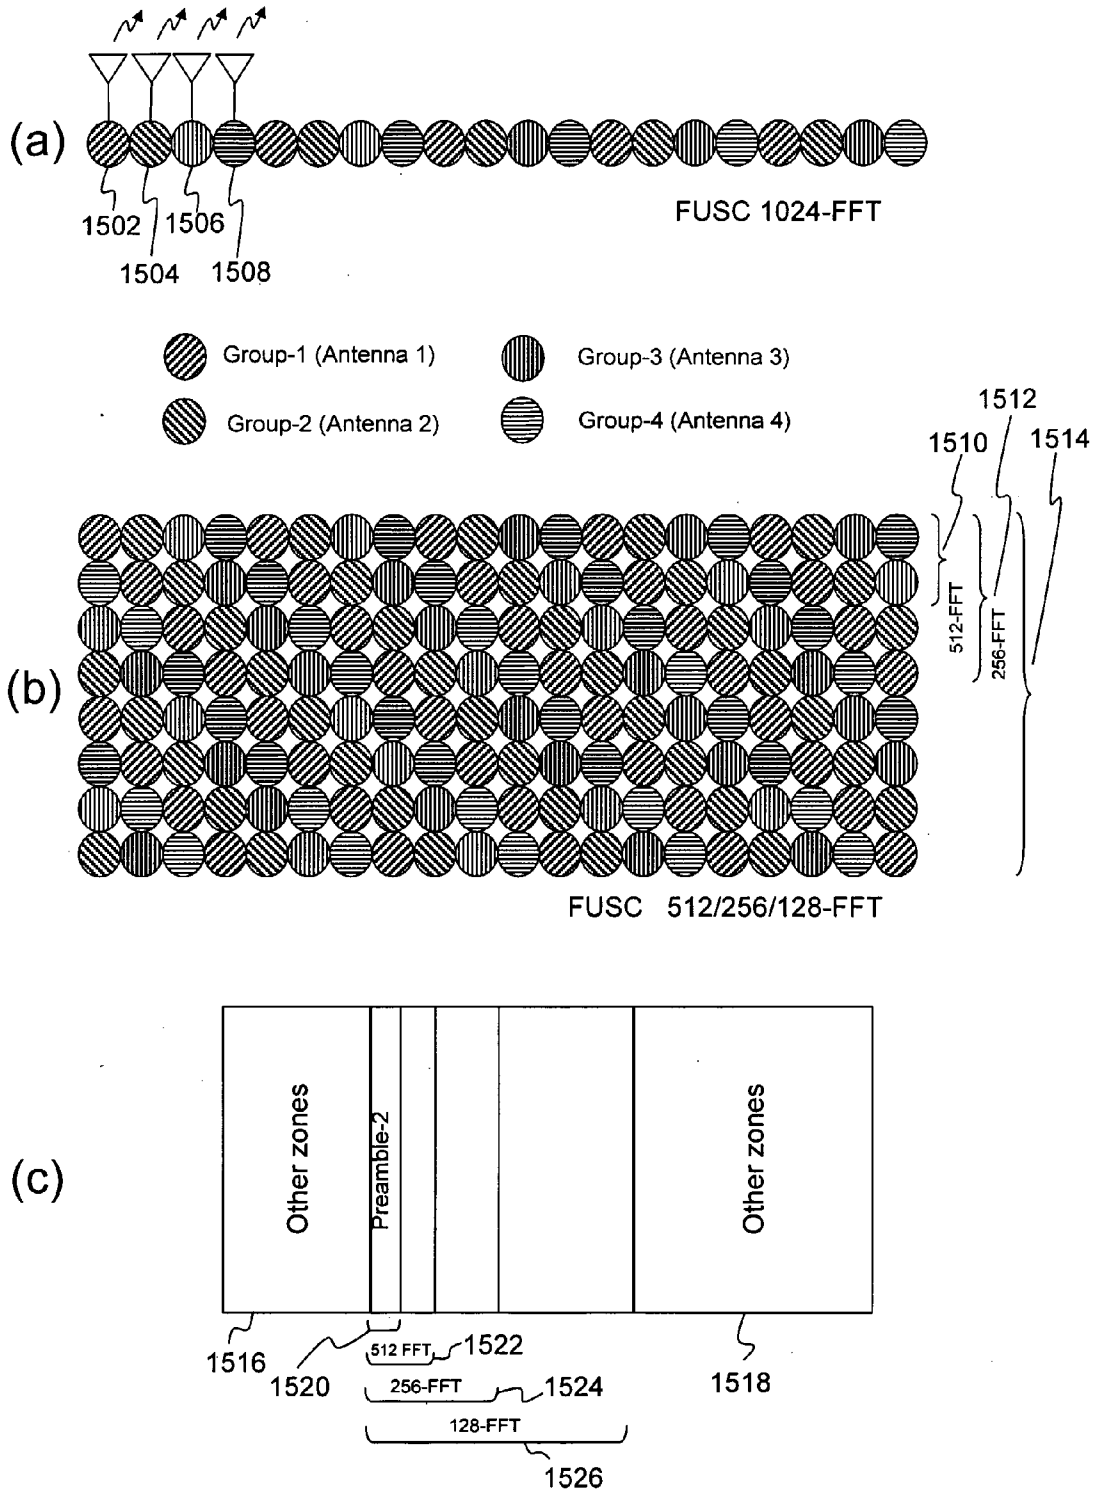 (a)
1502
1506
1504
1508
FUSC 1024-FFT
Group-1 (Antenna 1)
Group-3 (Antenna 3)
Group-2 (Antenna 2)
Group-4 (Antenna 4)
1512
1510
1514
512-FFT
256-FFT
(b)
FUSC 512/256/128-FFT
(c)
Other zones
Preamble-2
Other zones
1516
1520
512 FFT
1522
256-FFT
1524
1518
128-FFT
1526